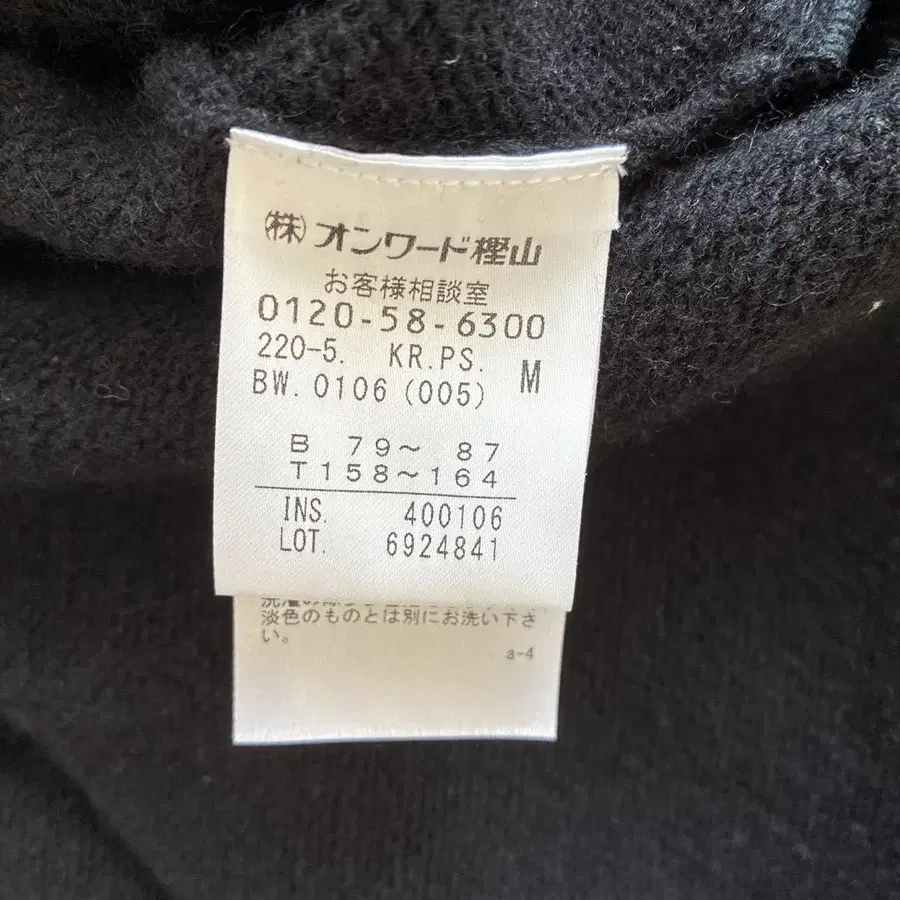 ㈱オンワード樫山
お客様相談室
0120-58-6300
220-5. KR.PS. M
BW.0106 (005)
B 79～ 87
T158～164
INS. 400106
LOT. 6924841
淡色のものとは別にお洗い下さ
い。
a-4